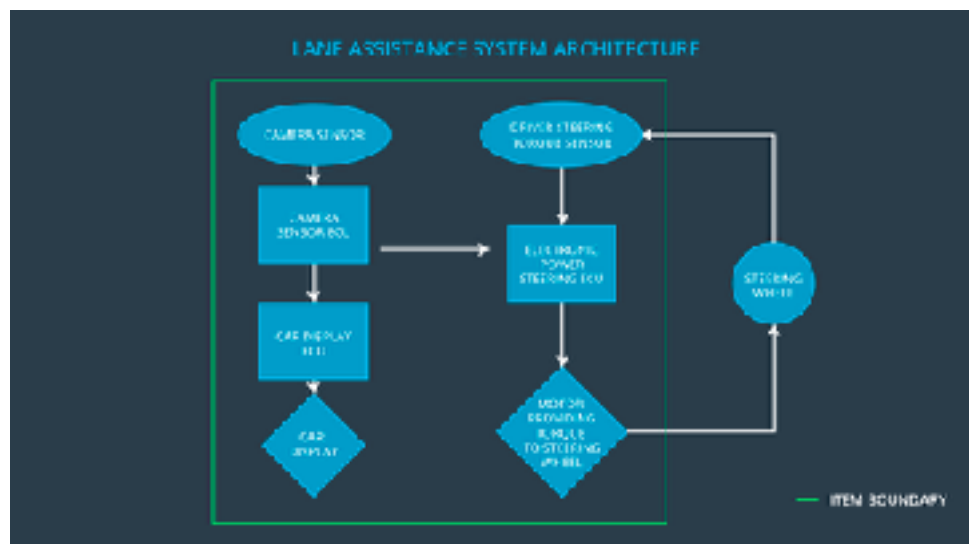 LANE ASSISTANCE SYSTEM ARCHITECTURE
CAMERA SENSOR
DRIVER STEERING
TORQUE SENSOR
CAMERA
SENSOR ECU
ELECTRONIC
POWER
STEERING ECU
STEERING
WHEEL
CAR DISPLAY
ECU
MOTOR
PROVIDING
TORQUE
TO STEERING
WHEEL
CAR
DISPLAY
ITEM BOUNDARY